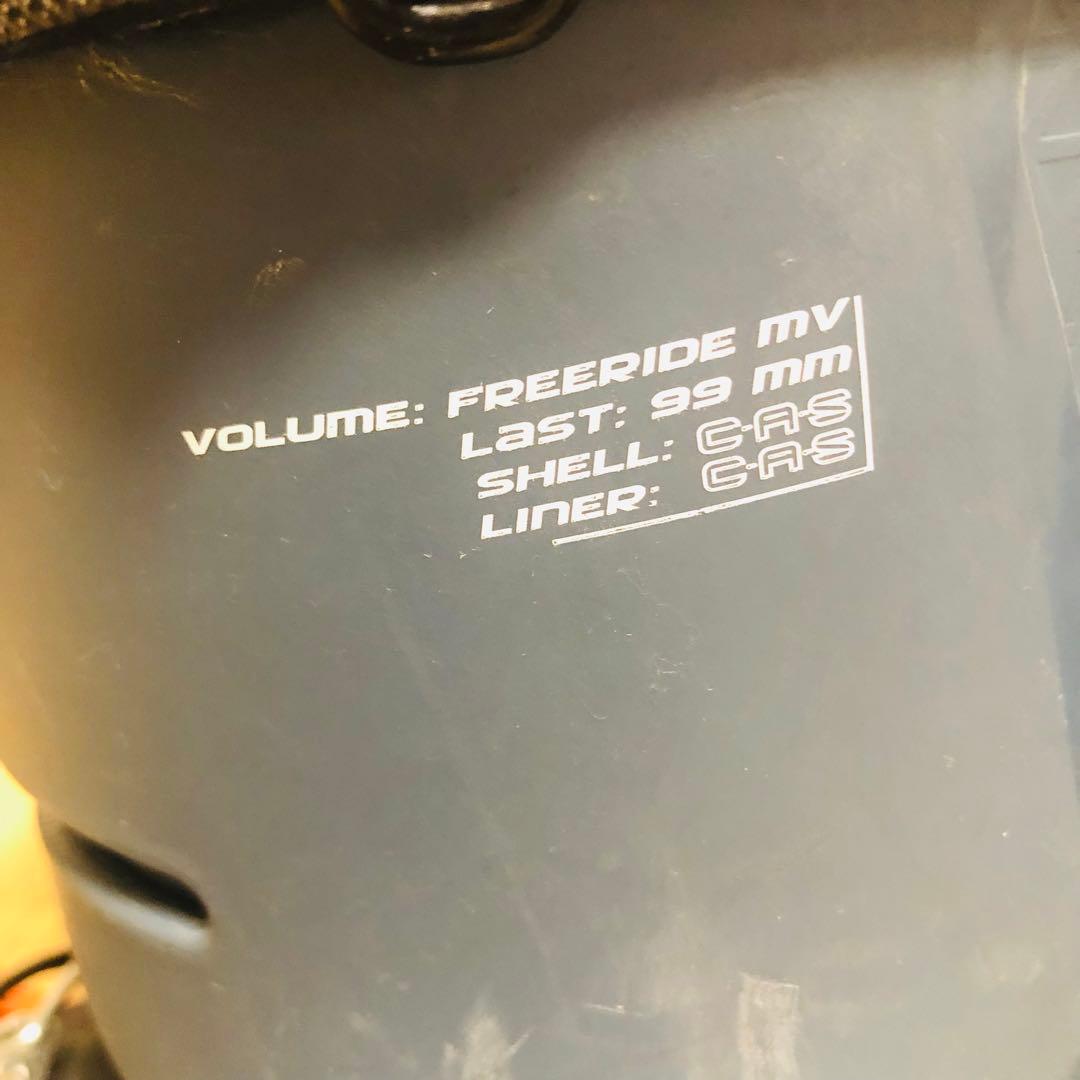 VOLUME: FREERIDE MV
LAST: 99 MM
SHELL: C-A-S
LINER: C-A-S